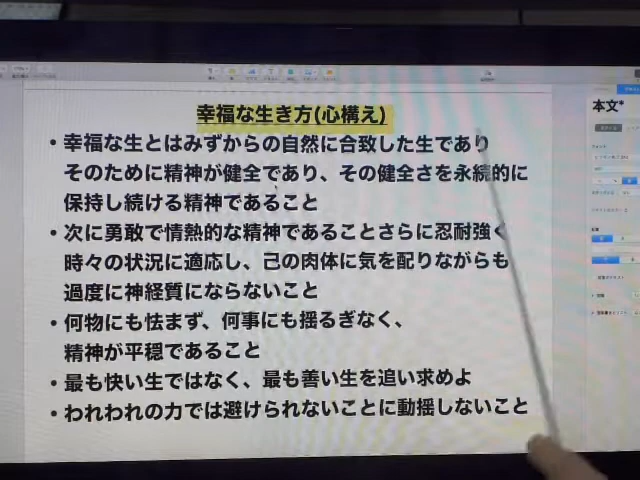 幸福な生き方(心構え)
・幸福な生とはみずからの自然に合致した生であり
そのために精神が健全であり、その健全さを永続的に
保持し続ける精神であること
・次に勇敢で情熱的な精神であることさらに忍耐強く
時々の状況に適応し、己の肉体に気を配りながらも
過度に神経質にならないこと
・何物にも怯まず、何事にも揺るぎなく、
精神が平穏であること
・最も快い生ではなく、最も善い生を追い求めよ
・われわれの力では避けられないことに動揺しないこと
本文*